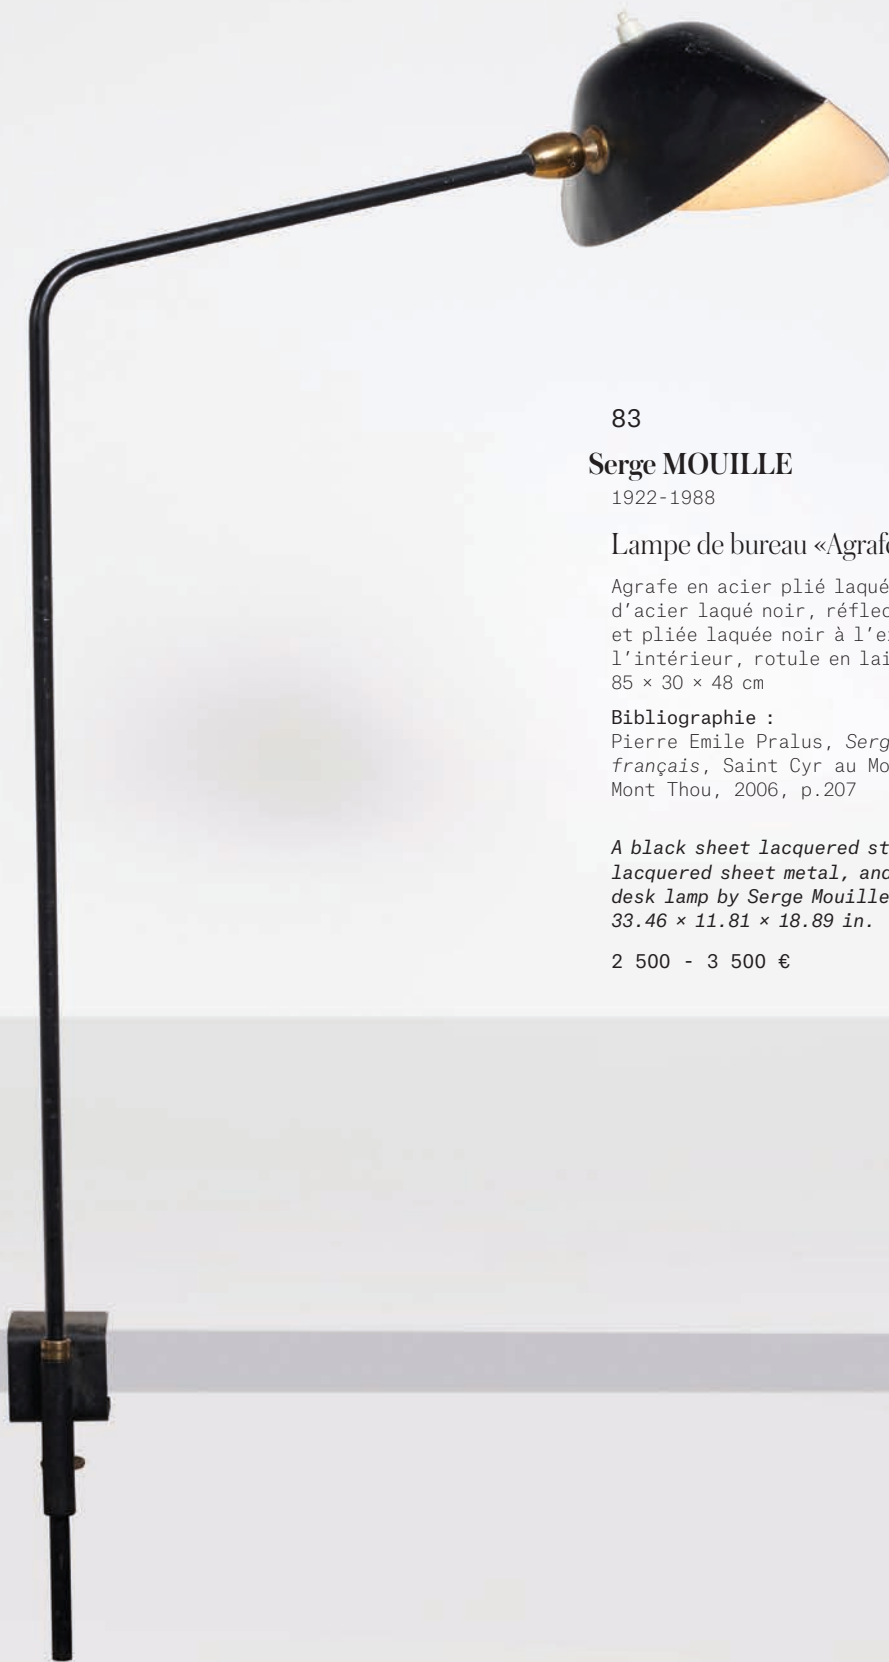 83
Serge MOUILLE
1922-1988
Lampe de bureau «Agrafe
Agrafe en acier plié laqué
d'acier laqué noir, réflec
et pliée laquée noir à l'ex
l'intérieur, rotule en lai
85 × 30 × 48 cm
Bibliographie :
Pierre Emile Pralus, Serg
français, Saint Cyr au Mo
Mont Thou, 2006, p.207
A black sheet lacquered st
lacquered sheet metal, and
desk lamp by Serge Mouille
33.46 × 11.81 × 18.89 in.
2 500 - 3 500 €